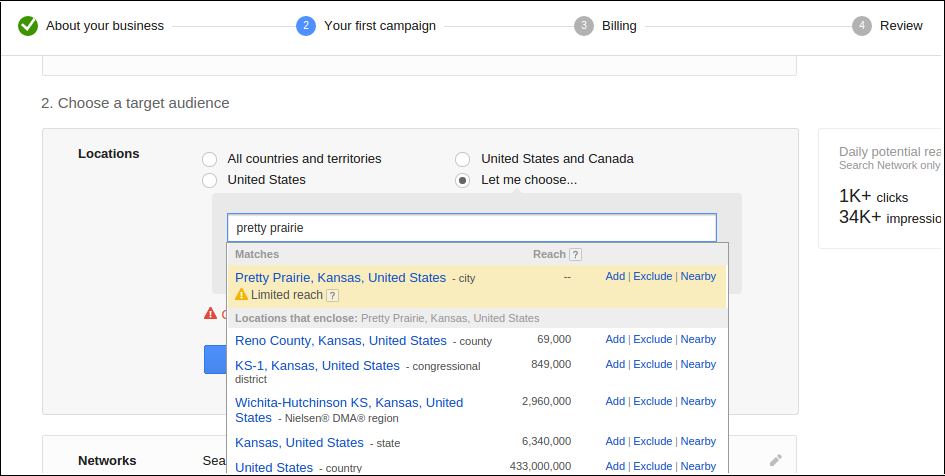 About your business
2 Your first campaign
3 Billing
4 Review
2. Choose a target audience
Locations
All countries and territories
United States and Canada
United States
Let me choose...
Daily potential rea
Search Network only
1K+ clicks
34K+ impressio
pretty prairie
Matches Reach ?
Pretty Prairie, Kansas, United States - city -- Add | Exclude | Nearby
Limited reach ?
Locations that enclose: Pretty Prairie, Kansas, United States
Reno County, Kansas, United States - county 69,000 Add | Exclude | Nearby
KS-1, Kansas, United States - congressional 849,000 Add | Exclude | Nearby
district
Wichita-Hutchinson KS, Kansas, United 2,960,000 Add | Exclude | Nearby
States - Nielsen® DMA® region
Kansas, United States - state 6,340,000 Add | Exclude | Nearby
United States - country 433,000,000 Add | Exclude | Nearby
Networks Sea